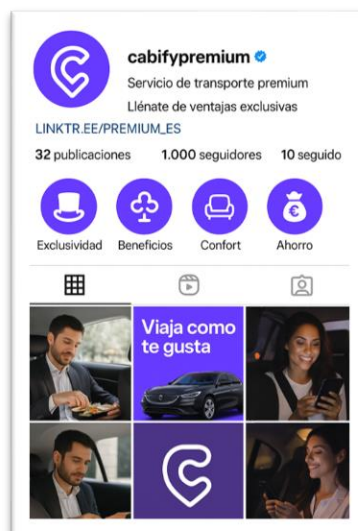 cabifypremium
Servicio de transporte premium
Llénate de ventajas exclusivas
LINKTR.EE/PREMIUM_ES
32 publicaciones 1.000 seguidores 10 seguido
Exclusividad Beneficios Confort Ahorro
Viaja como
te gusta